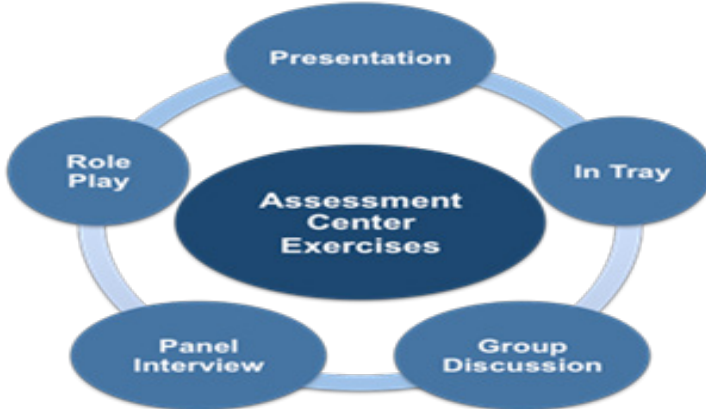 Presentation
Role
Play
In Tray
Assessment
Center
Exercises
Panel
Interview
Group
Discussion